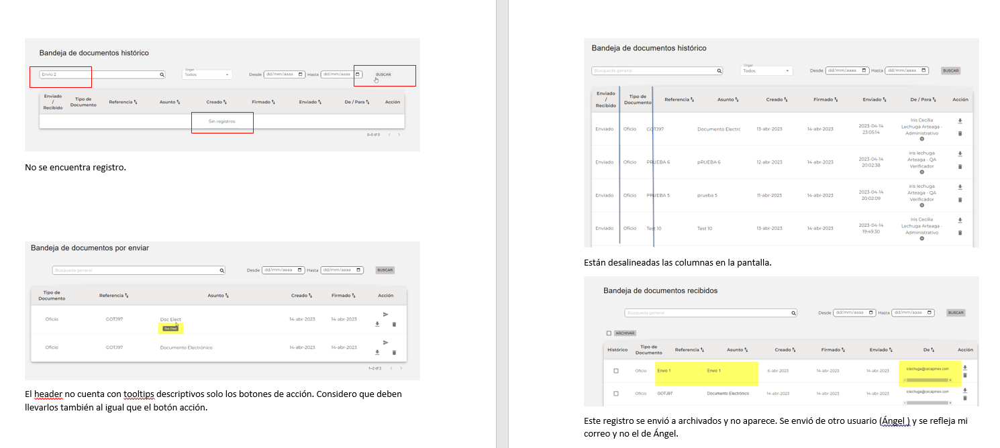 Bandeja de documentos histórico
Envio 2
Origen
Todos
Desde dd/mm/aaaa Hasta dd/mm/aaaa BUSCAR
Enviado / Recibido Tipo de Documento Referencia Asunto Creado Firmado Enviado De / Para Acción
Sin registros
0–0 of 0
No se encuentra registro.
Bandeja de documentos por enviar
Busqueda general Desde dd/mm/aaaa Hasta dd/mm/aaaa BUSCAR
Tipo de Documento Referencia Asunto Creado Firmado Acción
Oficio GOTJ97 Doc Elect 14-abr-2023 14-abr-2023
Doc Elect
Oficio GOTJ97 Documento Electrónico 14-abr-2023 14-abr-2023
1–2 of 2
El header no cuenta con tooltips descriptivos solo los botones de acción. Considero que deben
llevarlos también al igual que el botón acción.
Bandeja de documentos histórico
Origen
Busqueda general Todos Desde dd/mm/aaaa Hasta dd/mm/aaaa BUSCAR
Enviado / Recibido Tipo de Documento Referencia Asunto Creado Firmado Enviado De / Para Acción
Enviado Oficio GOTJ97 Documento Electrc 13-abr-2023 14-abr-2023 2023-04-14 23:05:14 Iris Cecilia Lechuga Arteaga - Administrativo
Enviado Oficio PRUEBA 6 pRUEBA 6 12-abr-2023 14-abr-2023 2023-04-14 20:02:38 iris lechuga Arteaga - QA Verificador
Enviado Oficio PRUEBA 5 prueba 5 11-abr-2023 14-abr-2023 2023-04-14 20:02:09 iris lechuga Arteaga - QA Verificador
Enviado Oficio Test 10 Test 10 13-abr-2023 14-abr-2023 2023-04-14 19:49:30 Iris Cecilia Lechuga Arteaga - Administrativo
Están desalineadas las columnas en la pantalla.
Bandeja de documentos recibidos
Busqueda general Desde dd/mm/aaaa Hasta dd/mm/aaaa BUSCAR
ARCHIVAR
Histórico Tipo de Documento Referencia Asunto Creado Firmado Enviado De Acción
Oficio Envio 1 Envio 1 6-abr-2023 14-abr-2023 14-abr-2023 iclechuga@cecapmex.com
Oficio GOTJ97 Documento Electrónico 14-abr-2023 14-abr-2023 14-abr-2023 iclechuga@cecapmex.com
Este registro se envió a archivados y no aparece. Se envió de otro usuario (Ángel ) y se refleja mi
correo y no el de Ángel.